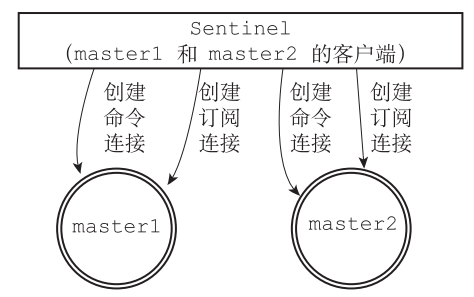 Sentinel
(master1 和 master2 的客户端)
创建 创建 创建 创建
命令 订阅 命令 订阅
连接 连接 连接 连接
master1 master2